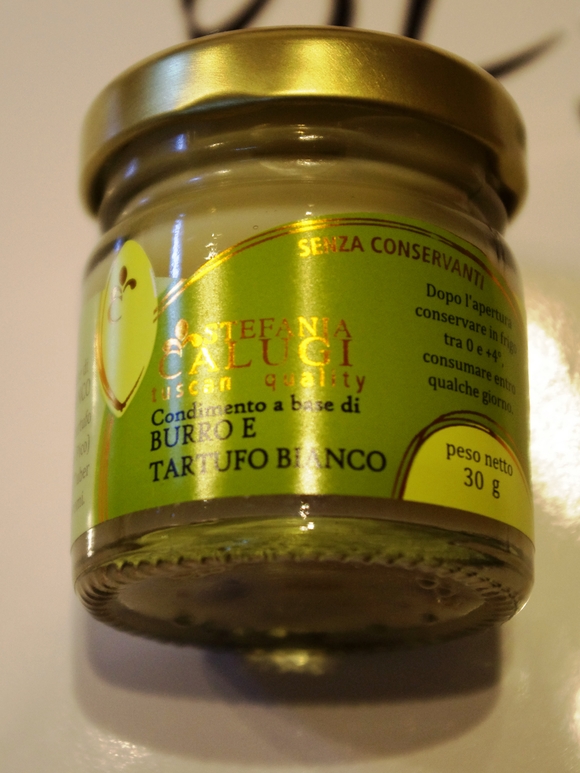 SENZA CONSERVANTI
Dopo l'apertura
conservare in frigo
tra 0 e +4°,
consumare entro
qualche giorno.
STEFANIA
CALUGI
tuscan quality
Condimento a base di
BURRO E
TARTUFO BIANCO
peso netto
30 g
C